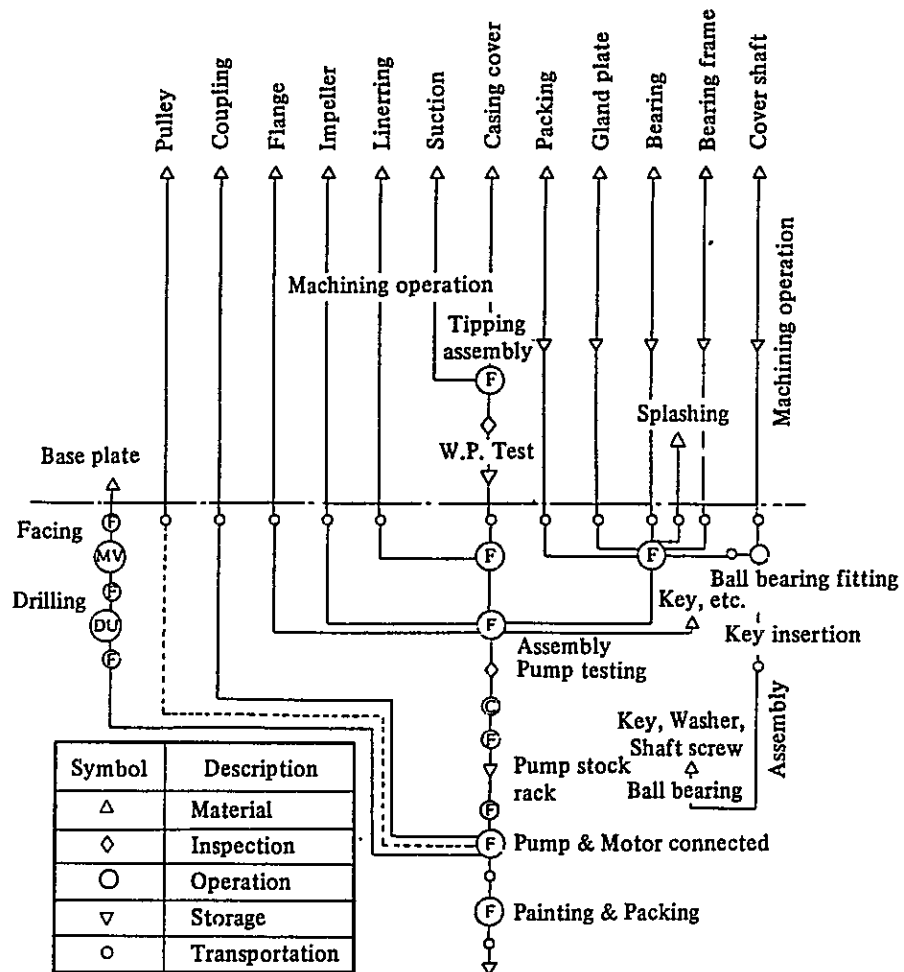 Pulley
Coupling
Flange
Impeller
Linerring
Suction
Casing cover
Packing
Gland plate
Bearing
Bearing frame
Cover shaft
Machining operation
Machining operation
Tipping
assembly
F
Splashing
W.P. Test
Base plate
Facing
F
MV
F
F
F
Drilling
Ball bearing fitting
Key, etc.
DU
F
F
Assembly
Key insertion
Pump testing
Assembly
C
Key, Washer,
Shaft screw
F
Pump stock
rack
Ball bearing
F
F
Pump & Motor connected
F
Painting & Packing
Symbol Description
Material
Inspection
Operation
Storage
Transportation